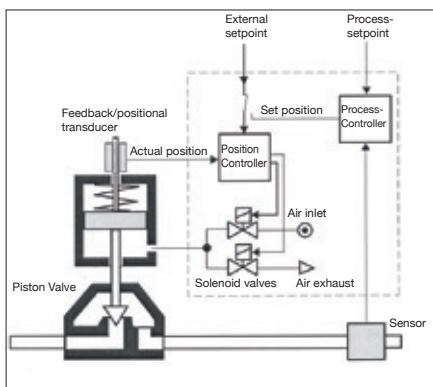 External
setpoint
Process-
setpoint
Feedback/positional
transducer
Set position
Process-
Controller
Actual position
Position
Controller
Air inlet
Solenoid valves
Air exhaust
Piston Valve
Sensor